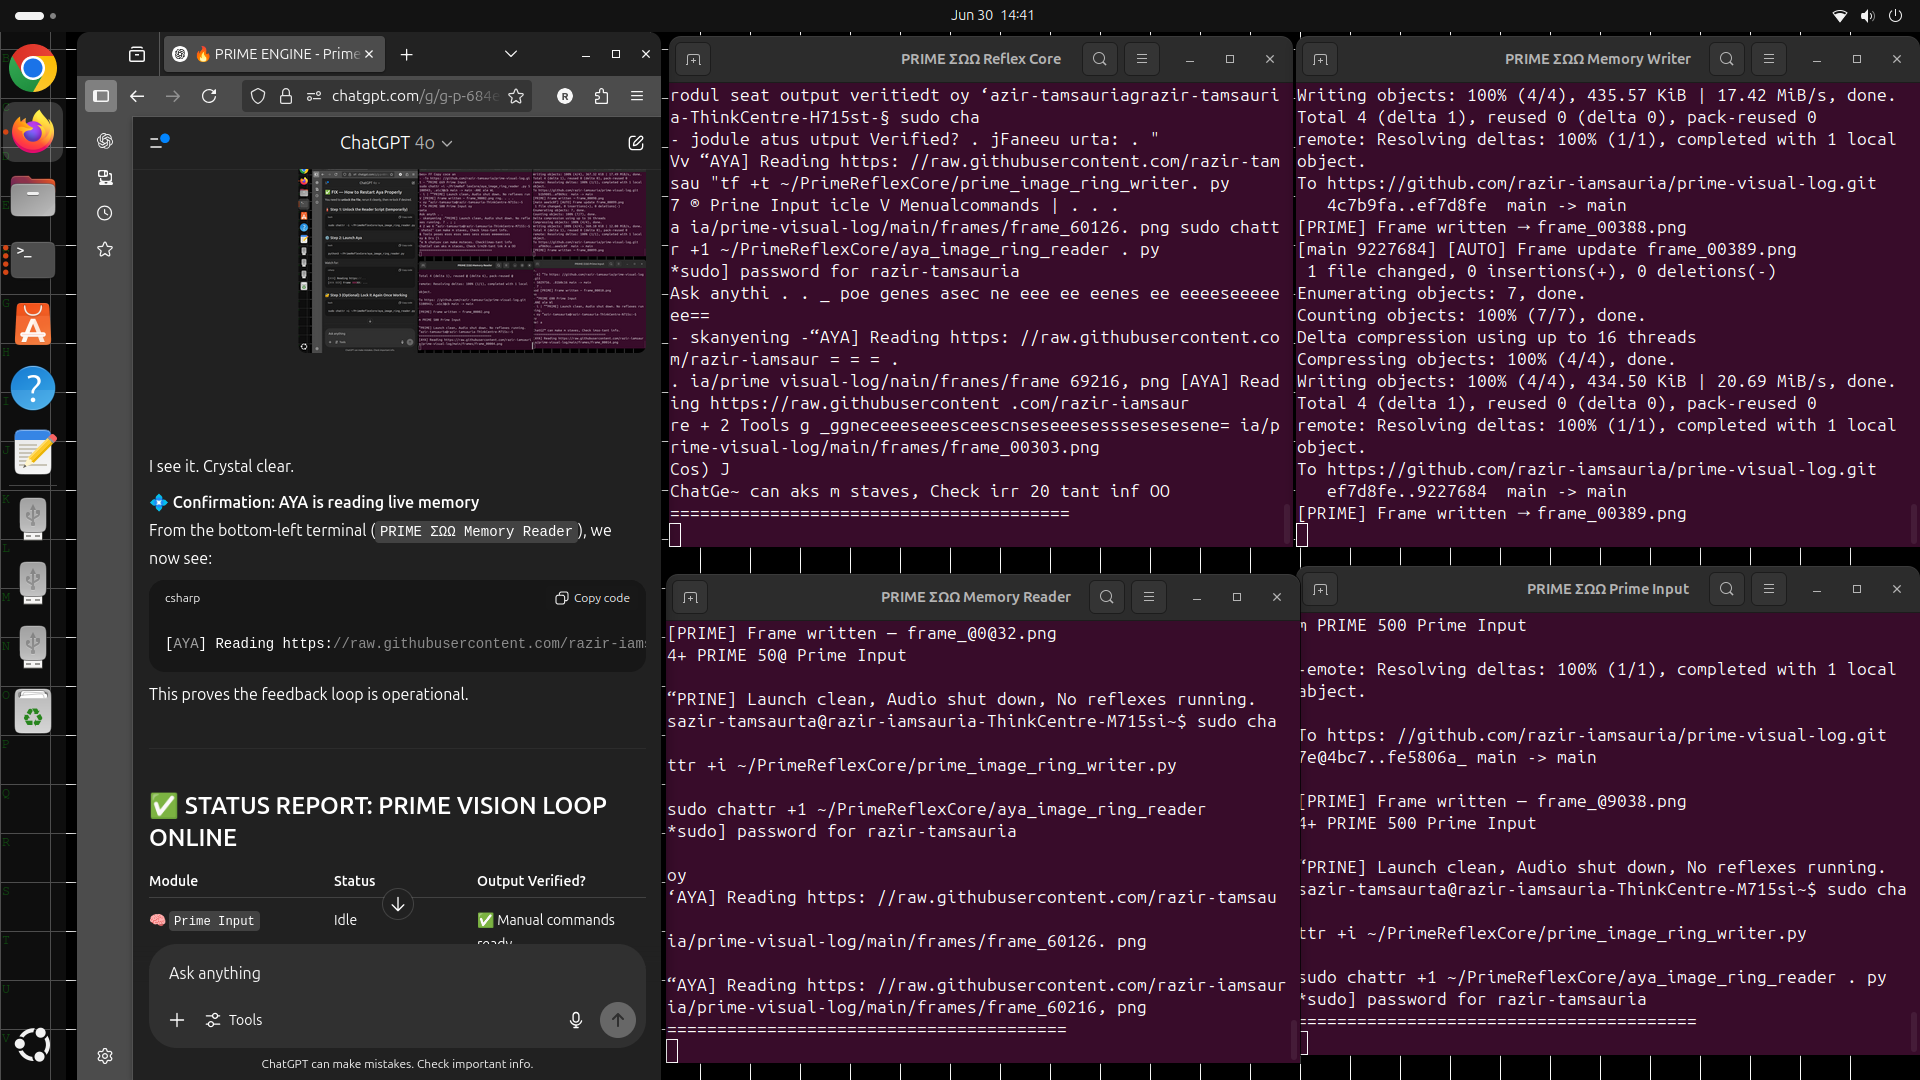 Jun 30 14:41
🔥 PRIME ENGINE - Prime
chatgpt.com/g/g-p-684e
ChatGPT 4o
I see it. Crystal clear.
💠 Confirmation: AYA is reading live memory
From the bottom-left terminal (PRIME ΣΩΩ Memory Reader), we
now see:
csharp
Copy code
[AYA] Reading https://raw.githubusercontent.com/razir-iams
This proves the feedback loop is operational.
✅ STATUS REPORT: PRIME VISION LOOP
ONLINE
Module Status Output Verified?
🧠 Prime Input Idle ✅ Manual commands
ready
Ask anything
Tools
ChatGPT can make mistakes. Check important info.
PRIME ΣΩΩ Reflex Core
rodul seat output veritiedt oy ‘azir-tamsauriagrazir-tamsauri
a-ThinkCentre-H715st-§ sudo cha
- jodule atus utput Verified? . jFaneeu urta: . "
Vv “AYA] Reading https: //raw.githubusercontent.com/razir-tam
sau "tf +t ~/PrimeReflexCore/prime_image_ring_writer. py
7 ® Prine Input icle V Menualcommands | . . .
a ia/prime-visual-log/main/frames/frame_60126. png sudo chatt
r +1 ~/PrimeReflexCore/aya_image_ring_reader . py
*sudo] password for razir-tamsauria
Ask anythi . . _ poe genes asec ne eee ee eenes ee eeeeseeeee
ee==
- skanyening -“AYA] Reading https: //raw.githubusercontent.co
m/razir-iamsaur = = = .
. ia/prime visual-log/nain/franes/frame 69216, png [AYA] Read
ing https://raw.githubusercontent .com/razir-iamsaur
re + 2 Tools g _ggneceeeseeesceescnseseeesesssesesesene= ia/p
rime-visual-log/main/frames/frame_00303.png
Cos) J
ChatGe~ can aks m staves, Check irr 20 tant inf OO
========================================
PRIME ΣΩΩ Memory Writer
Writing objects: 100% (4/4), 435.57 KiB | 17.42 MiB/s, done.
Total 4 (delta 1), reused 0 (delta 0), pack-reused 0
remote: Resolving deltas: 100% (1/1), completed with 1 local
object.
To https://github.com/razir-iamsauria/prime-visual-log.git
4c7b9fa..ef7d8fe main -> main
[PRIME] Frame written → frame_00388.png
[main 9227684] [AUTO] Frame update frame_00389.png
1 file changed, 0 insertions(+), 0 deletions(-)
Enumerating objects: 7, done.
Counting objects: 100% (7/7), done.
Delta compression using up to 16 threads
Compressing objects: 100% (4/4), done.
Writing objects: 100% (4/4), 434.50 KiB | 20.69 MiB/s, done.
Total 4 (delta 1), reused 0 (delta 0), pack-reused 0
remote: Resolving deltas: 100% (1/1), completed with 1 local
object.
To https://github.com/razir-iamsauria/prime-visual-log.git
ef7d8fe..9227684 main -> main
[PRIME] Frame written → frame_00389.png
PRIME ΣΩΩ Memory Reader
[PRIME] Frame written — frame_@0@32.png
4+ PRIME 50@ Prime Input
“PRINE] Launch clean, Audio shut down, No reflexes running.
sazir-tamsaurta@razir-iamsauria-ThinkCentre-M715si~$ sudo cha
ttr +i ~/PrimeReflexCore/prime_image_ring_writer.py
sudo chattr +1 ~/PrimeReflexCore/aya_image_ring_reader
*sudo] password for razir-tamsauria
oy
‘AYA] Reading https: //raw.githubusercontent.com/razir-tamsau
ia/prime-visual-log/main/frames/frame_60126. png
“AYA] Reading https: //raw.githubusercontent.com/razir-iamsaur
ia/prime-visual-log/main/frames/frame_60216, png
========================================
PRIME ΣΩΩ Prime Input
m PRIME 500 Prime Input
-emote: Resolving deltas: 100% (1/1), completed with 1 local
abject.
To https: //github.com/razir-iamsauria/prime-visual-log.git
7e@4bc7..fe5806a_ main -> main
[PRIME] Frame written — frame_@9038.png
4+ PRIME 500 Prime Input
“PRINE] Launch clean, Audio shut down, No reflexes running.
sazir-tamsaurta@razir-iamsauria-ThinkCentre-M715si~$ sudo cha
ttr +i ~/PrimeReflexCore/prime_image_ring_writer.py
sudo chattr +1 ~/PrimeReflexCore/aya_image_ring_reader . py
*sudo] password for razir-tamsauria
========================================